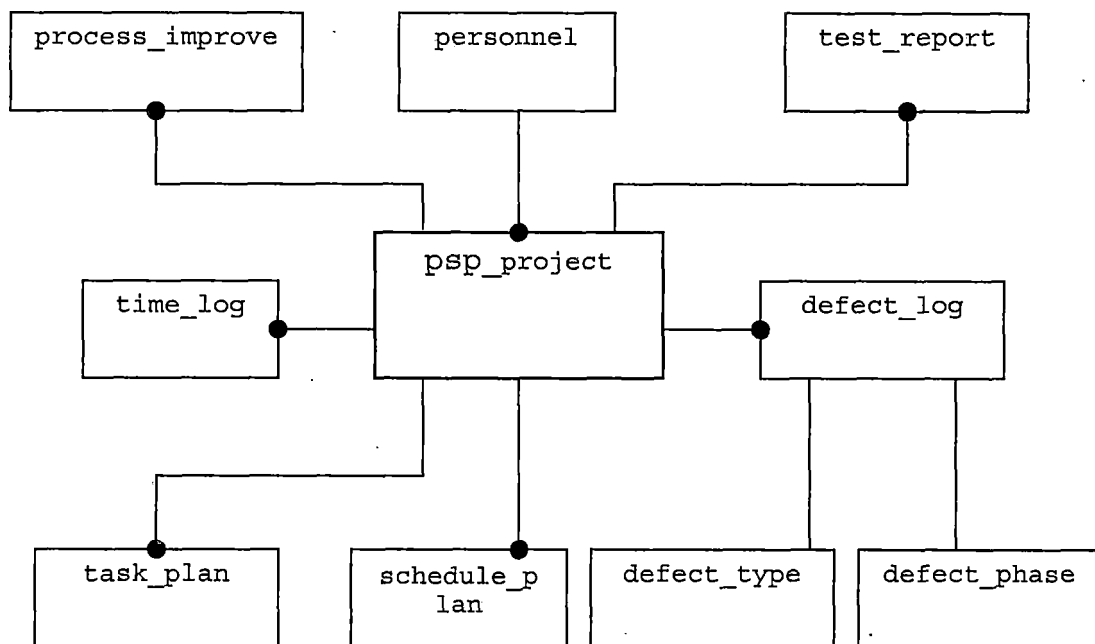 process_improve
personnel
test_report
psp_project
time_log
defect_log
task_plan
schedule_p
lan
defect_type
defect_phase